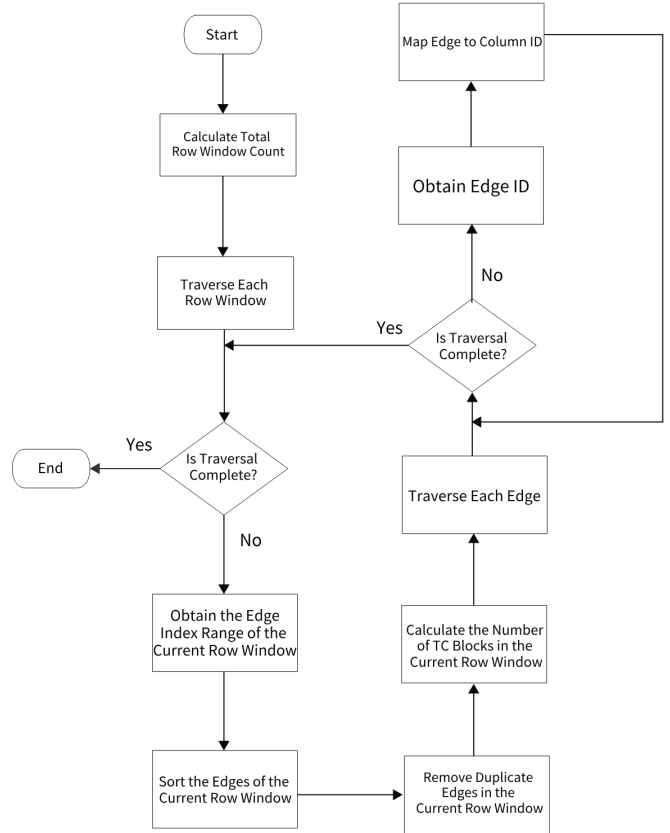 Start
Calculate Total
Row Window Count
Traverse Each
Row Window
Is Traversal
Complete?
Yes
End
No
Obtain the Edge
Index Range of the
Current Row Window
Sort the Edges of the
Current Row Window
Remove Duplicate
Edges in the
Current Row Window
Calculate the Number
of TC Blocks in the
Current Row Window
Traverse Each Edge
Is Traversal
Complete?
Yes
No
Obtain Edge ID
Map Edge to Column ID